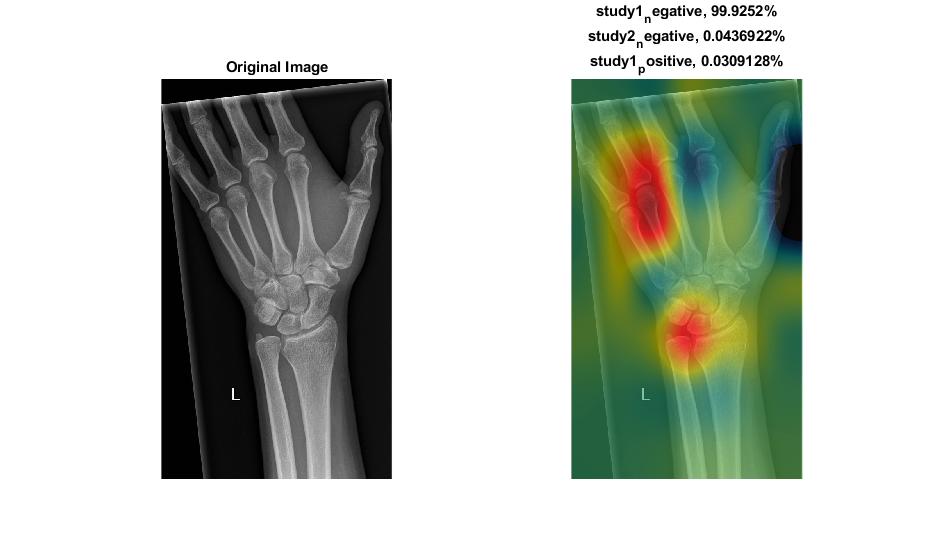 Original Image
L
study1negative, 99.9252%
study2negative, 0.0436922%
study1positive, 0.0309128%
L